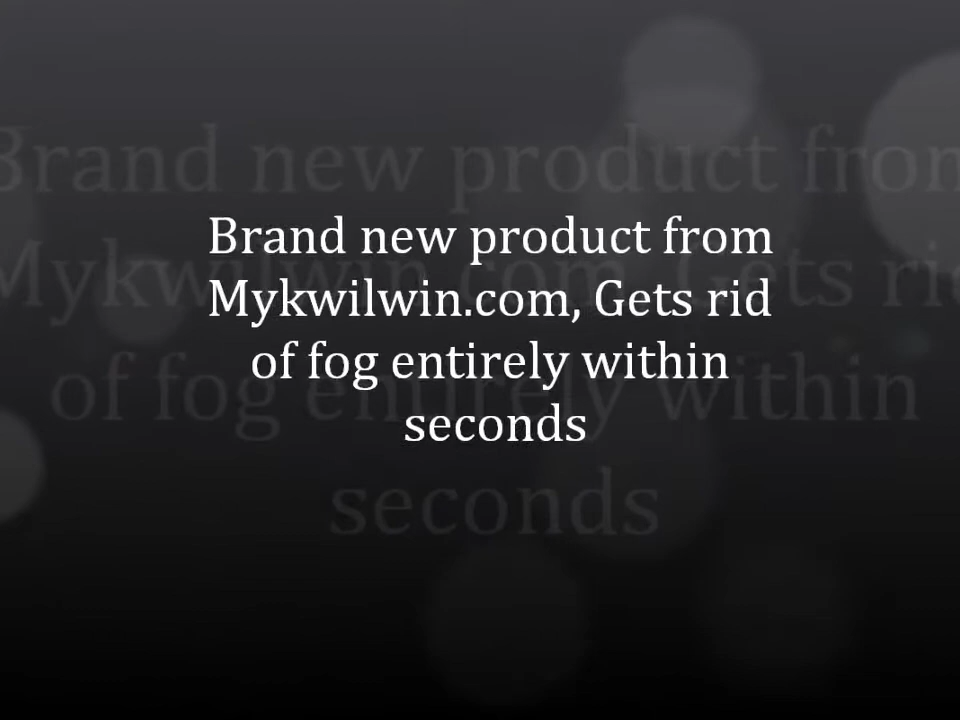 Brand new product from
Mykwilwin.com, Gets rid
of fog entirely within
seconds